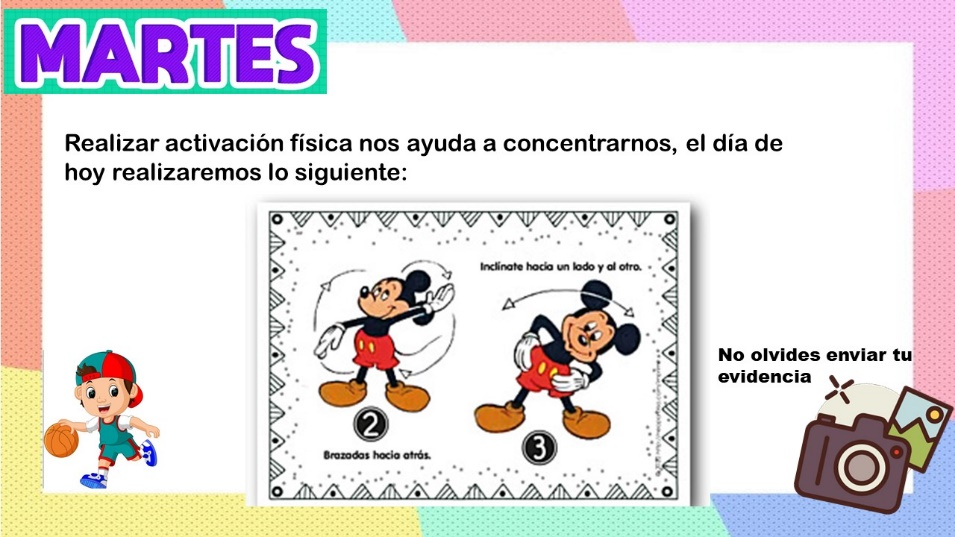 MARTES
Realizar activación física nos ayuda a concentrarnos, el día de
hoy realizaremos lo siguiente:
Inclínate hacia un lado y al otro.
2
Brazadas hacia atrás.
3
No olvides enviar tu
evidencia